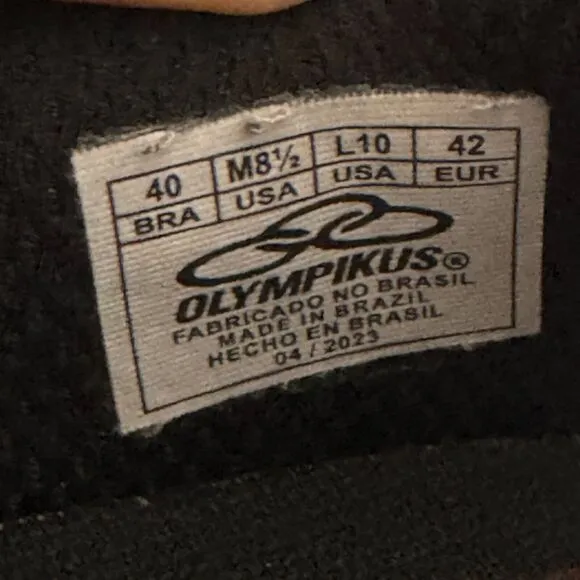 40 M8½ L10 42
BRA USA USA EUR
OLYMPIKUS®
FABRICADO NO BRASIL
MADE IN BRAZIL
HECHO EN BRASIL
04 / 2023